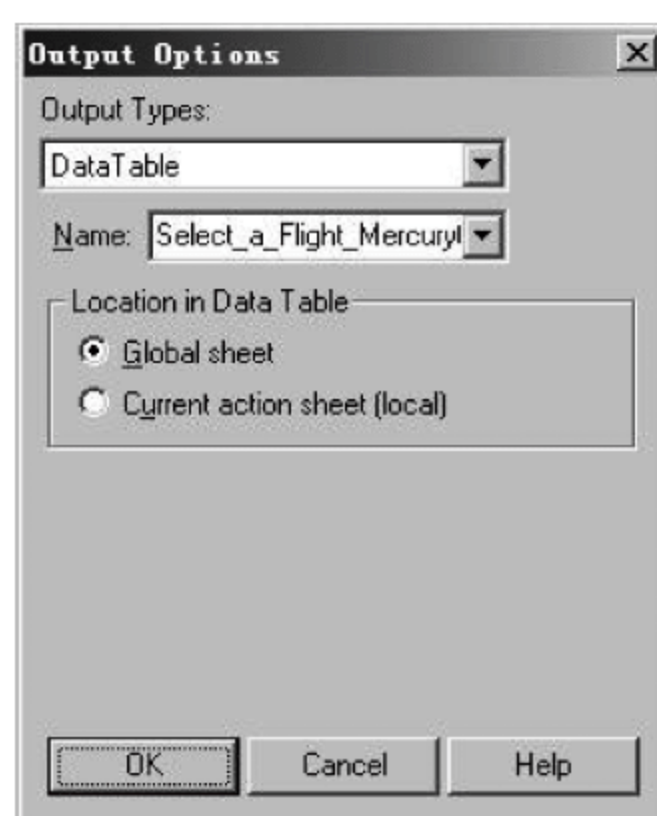 Output Options
Output Types:
DataTable
Name: Select_a_Flight_Mercury
Location in Data Table
Global sheet
Current action sheet (local)
OK Cancel Help